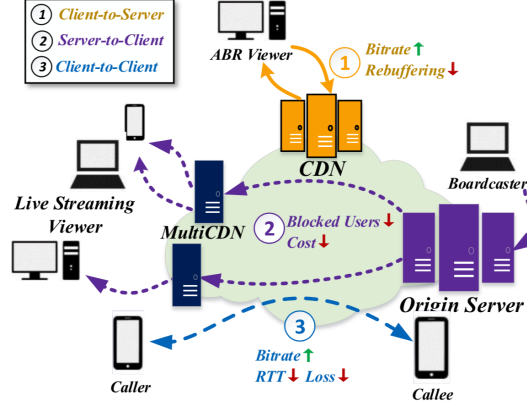 1 Client-to-Server
2 Server-to-Client
3 Client-to-Client
ABR Viewer
1 Bitrate ↑
Rebuffering ↓
CDN
Boardcaster
Live Streaming
Viewer
MultiCDN
2 Blocked Users ↓
Cost ↓
Origin Server
3
Bitrate ↑
RTT ↓ Loss ↓
Caller
Callee